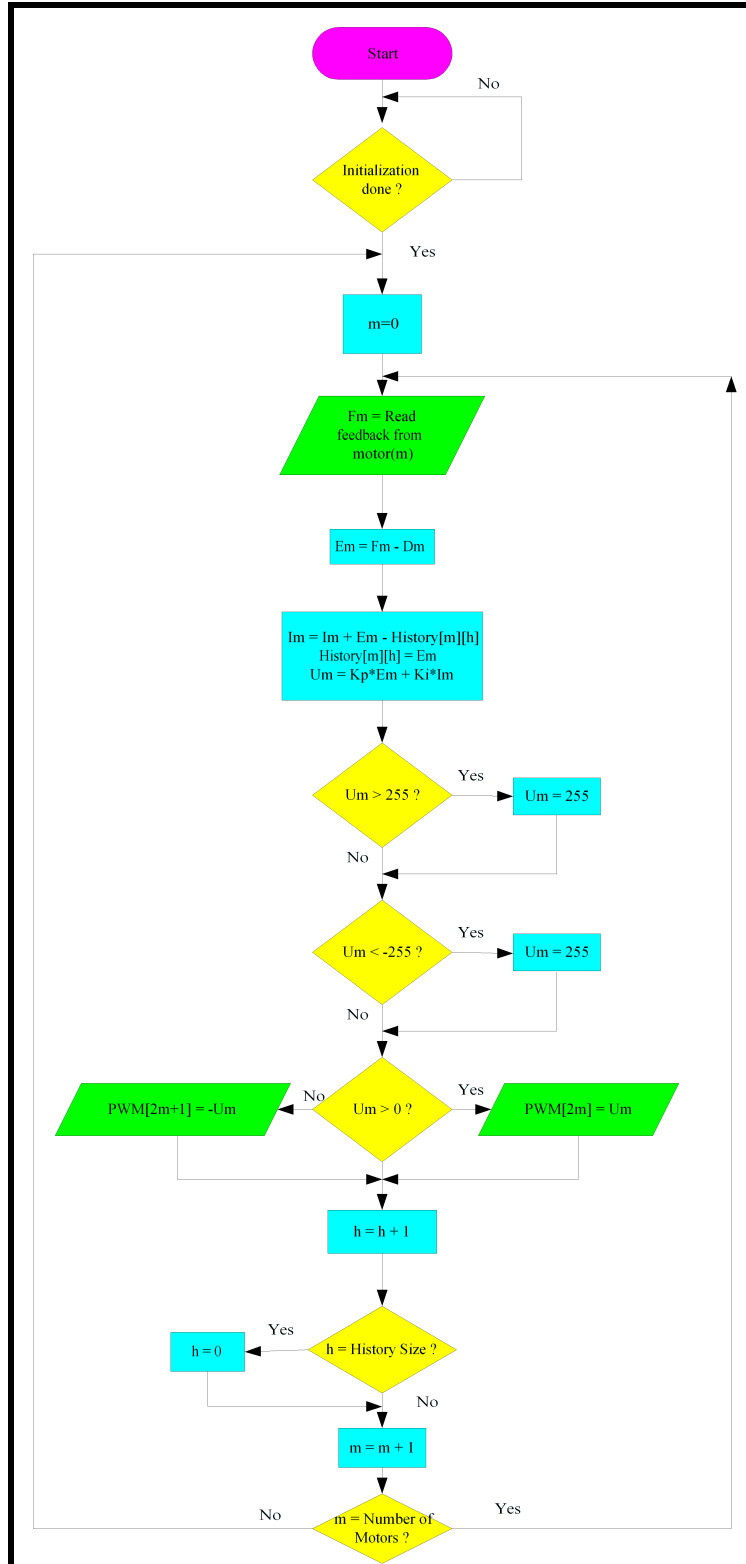 Start
No
Initialization
done ?
Yes
m=0
Fm = Read
feedback from
motor(m)
Em = Fm - Dm
Im = Im + Em - History[m][h]
History[m][h] = Em
Um = Kp*Em + Ki*Im
Um > 255 ?
Yes
Um = 255
No
Um < -255 ?
Yes
Um = 255
No
PWM[2m+1] = -Um
No
Um > 0 ?
Yes
PWM[2m] = Um
h = h + 1
h = 0
Yes
h = History Size ?
No
m = m + 1
No
m = Number of
Motors ?
Yes